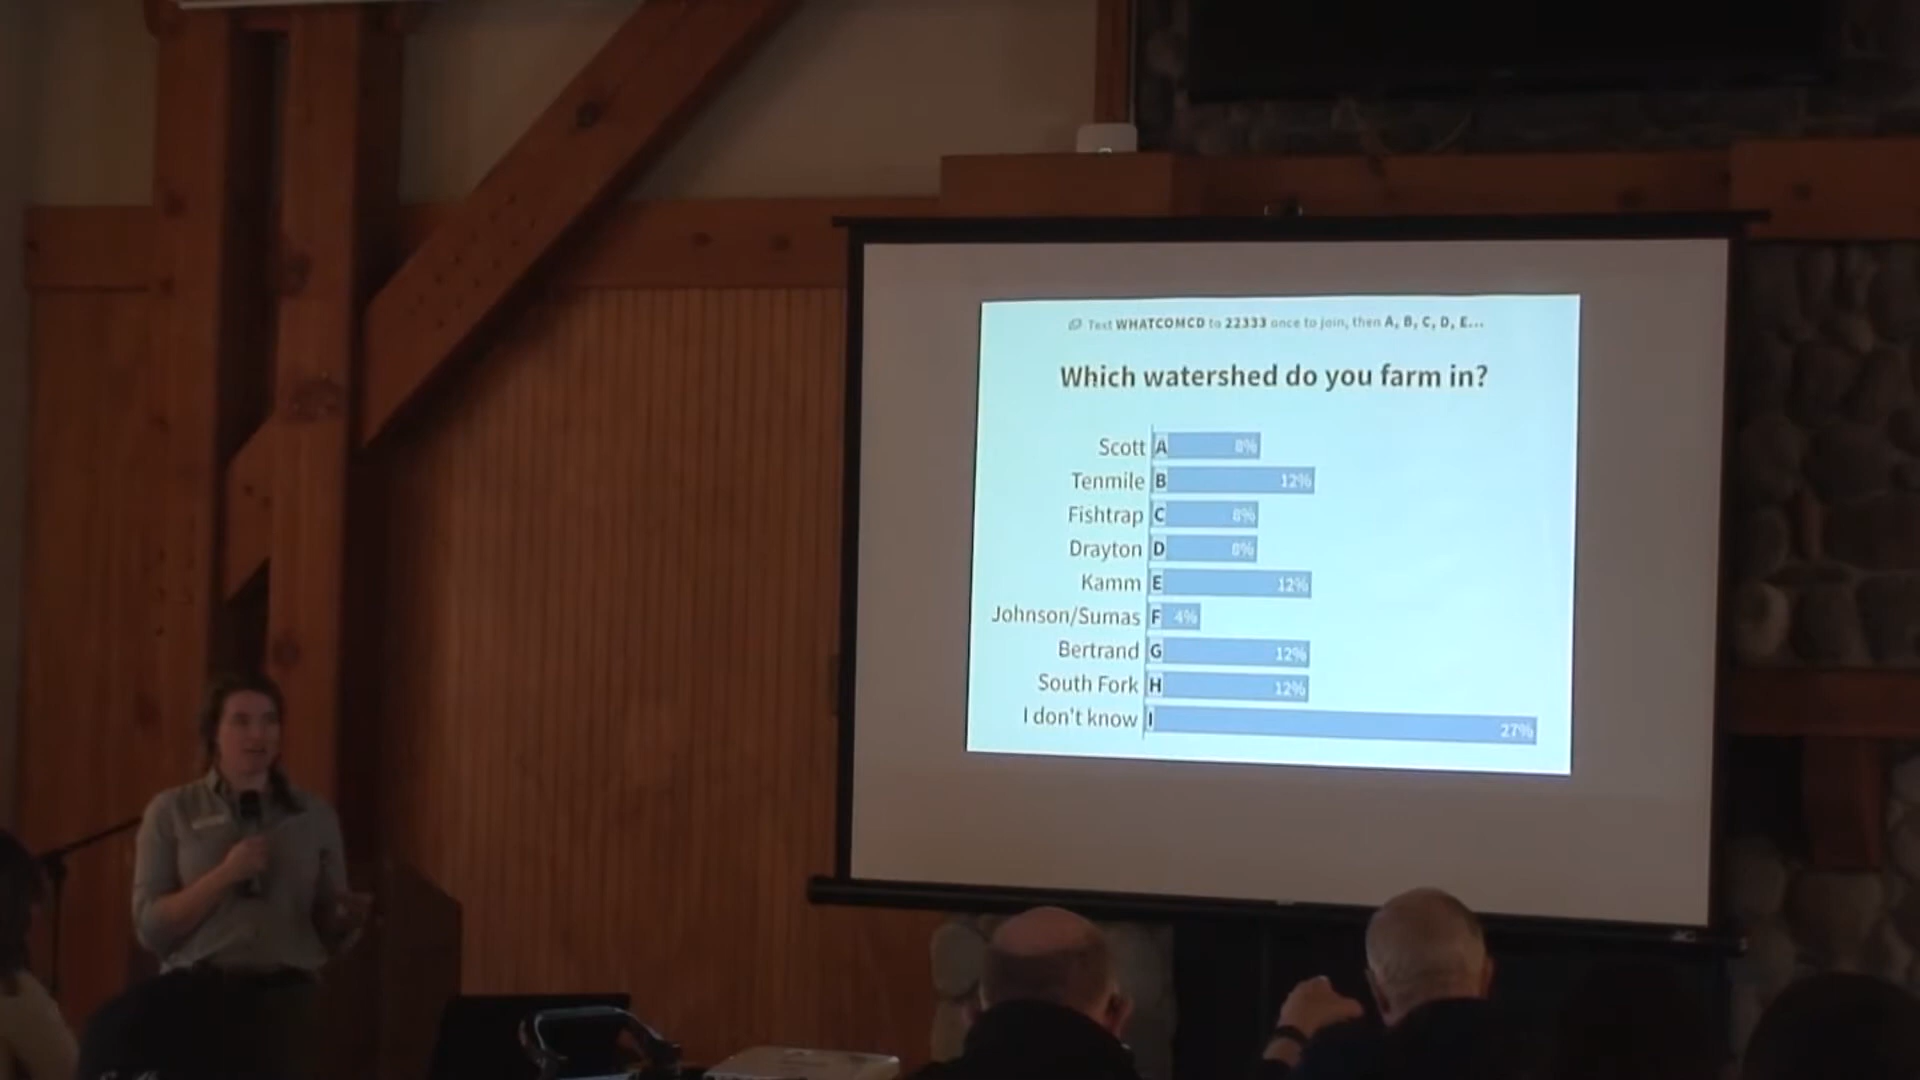 Text WHATCOMCD to 22333 once to join, then A, B, C, D, E...
Which watershed do you farm in?
Scott A 8%
Tenmile B 12%
Fishtrap C 8%
Drayton D 8%
Kamm E 12%
Johnson/Sumas F 4%
Bertrand G 12%
South Fork H 12%
I don't know I 27%